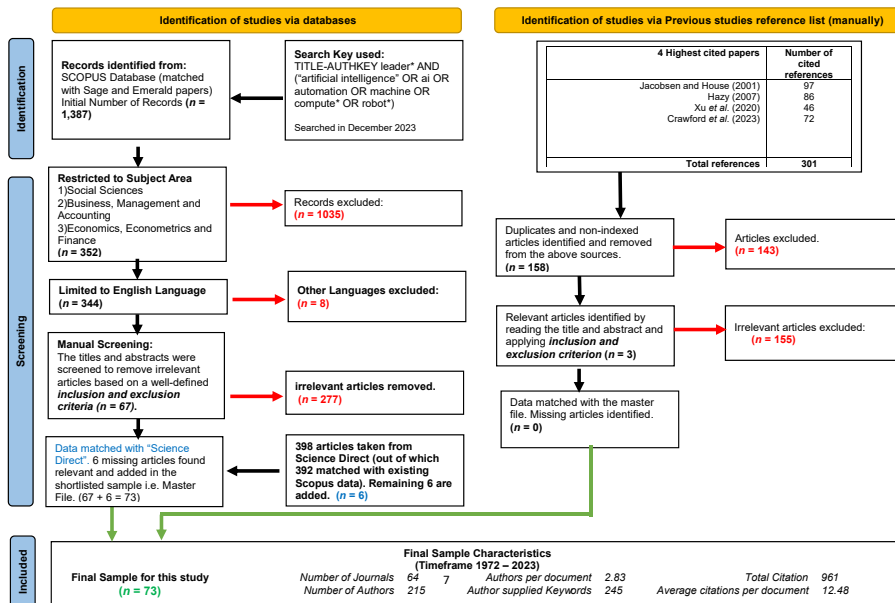 Identification of studies via databases
Identification of studies via Previous studies reference list (manually)
Identification
Records identified from:
SCOPUS Database (matched
with Sage and Emerald papers)
Initial Number of Records (n =
1,387)
Search Key used:
TITLE-AUTHKEY leader* AND
("artificial intelligence" OR ai OR
automation OR machine OR
compute* OR robot*)
Searched in December 2023
4 Highest cited papers
Number of
cited
references
Jacobsen and House (2001) 97
Hazy (2007) 86
Xu et al. (2020) 46
Crawford et al. (2023) 72
Total references 301
Screening
Restricted to Subject Area
1)Social Sciences
2)Business, Management and
Accounting
3)Economics, Econometrics and
Finance
(n = 352)
Records excluded:
(n = 1035)
Limited to English Language
(n = 344)
Other Languages excluded:
(n = 8)
Manual Screening:
The titles and abstracts were
screened to remove irrelevant
articles based on a well-defined
inclusion and exclusion
criteria (n = 67).
irrelevant articles removed.
(n = 277)
Data matched with "Science
Direct". 6 missing articles found
relevant and added in the
shortlisted sample i.e. Master
File. (67 + 6 = 73)
398 articles taken from
Science Direct (out of which
392 matched with existing
Scopus data). Remaining 6 are
added. (n = 6)
Duplicates and non-indexed
articles identified and removed
from the above sources.
(n = 158)
Articles excluded.
(n = 143)
Relevant articles identified by
reading the title and abstract and
applying inclusion and
exclusion criterion (n = 3)
Irrelevant articles excluded:
(n = 155)
Data matched with the master
file. Missing articles identified.
(n = 0)
Included
Final Sample Characteristics
(Timeframe 1972 – 2023)
Final Sample for this study
(n = 73)
Number of Journals 64
Number of Authors 215
7
Authors per document 2.83
Author supplied Keywords 245
Total Citation 961
Average citations per document 12.48